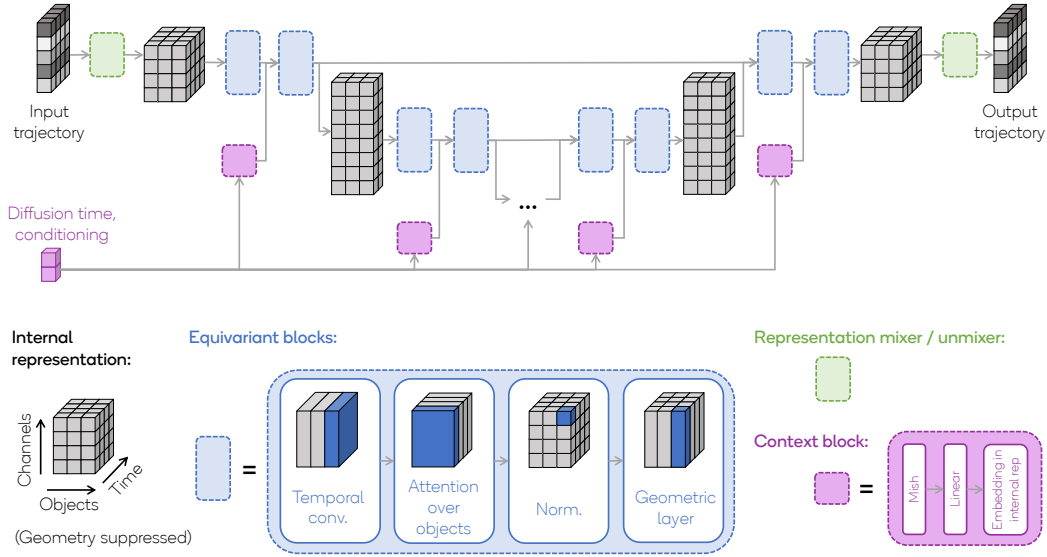 Input
trajectory
Output
trajectory
...
Diffusion time,
conditioning
Internal
representation:
Channels
Objects
Time
(Geometry suppressed)
Equivariant blocks:
=
Temporal
conv.
Attention
over
objects
Norm.
Geometric
layer
Representation mixer / unmixer:
Context block:
=
Mish
Linear
Embedding in
internal rep